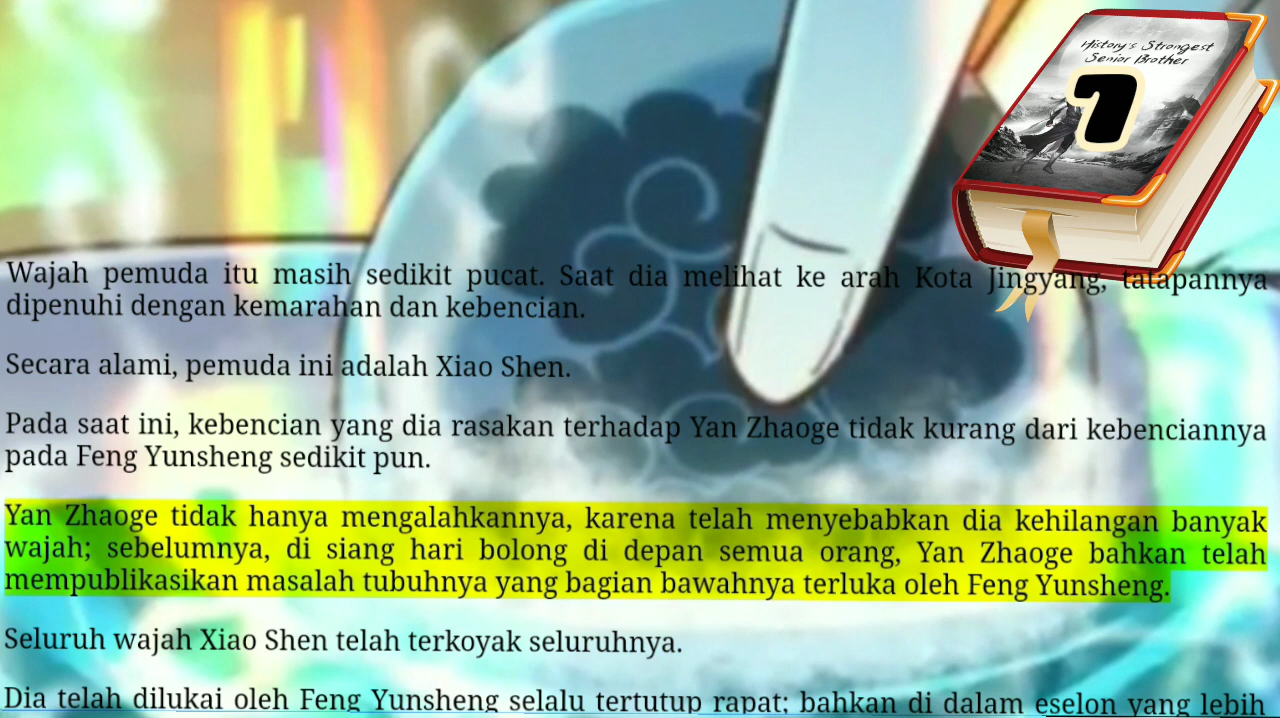 History's Strongest
Senior Brother
7
Wajah pemuda itu masih sedikit pucat. Saat dia melihat ke arah Kota Jingyang, tatapannya
dipenuhi dengan kemarahan dan kebencian.
Secara alami, pemuda ini adalah Xiao Shen.
Pada saat ini, kebencian yang dia rasakan terhadap Yan Zhaoge tidak kurang dari kebenciannya
pada Feng Yunsheng sedikit pun.
Yan Zhaoge tidak hanya mengalahkannya, karena telah menyebabkan dia kehilangan banyak
wajah; sebelumnya, di siang hari bolong di depan semua orang, Yan Zhaoge bahkan telah
mempublikasikan masalah tubuhnya yang bagian bawahnya terluka oleh Feng Yunsheng.
Seluruh wajah Xiao Shen telah terkoyak seluruhnya.
Dia telah dilukai oleh Feng Yunsheng selalu tertutup rapat; bahkan di dalam eselon yang lebih